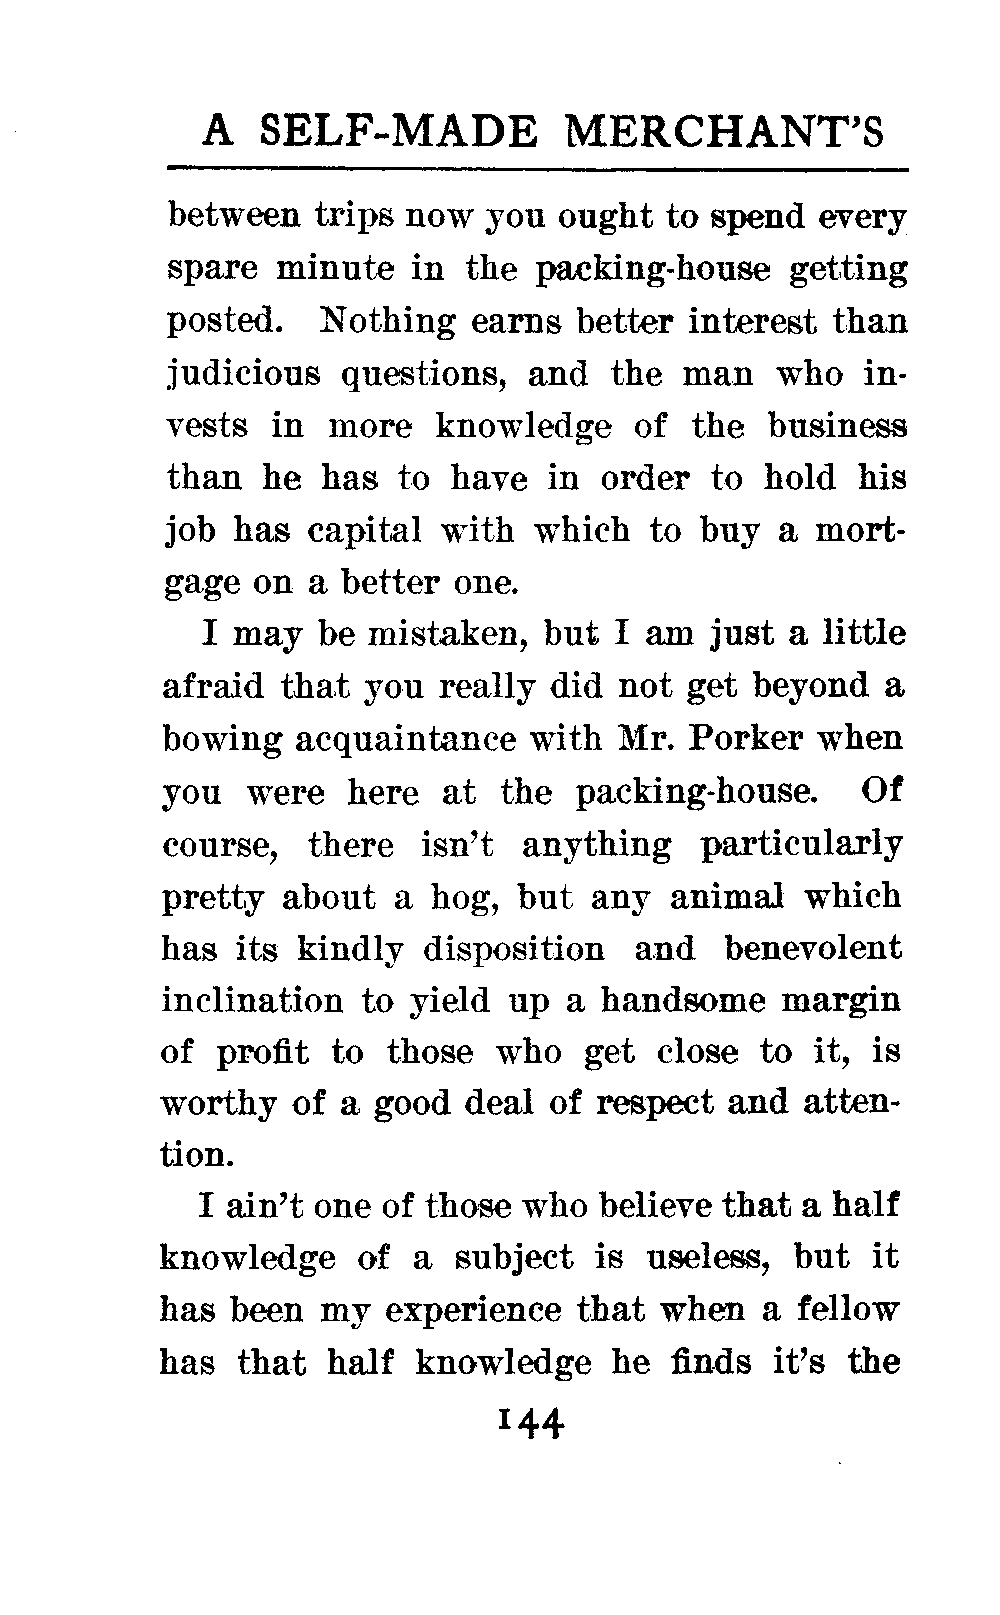 A SELF-MADE MERCHANT'S
between trips now you ought to spend every
spare minute in the packing-house getting
posted. Nothing earns better interest than
judicious questions, and the man who in-
vests in more knowledge of the business
than he has to have in order to hold his
job has capital with which to buy a mort-
gage on a better one.
I may be mistaken, but I am just a little
afraid that you really did not get beyond a
bowing acquaintance with Mr. Porker when
you were here at the packing-house. Of
course, there isn't anything particularly
pretty about a hog, but any animal which
has its kindly disposition and benevolent
inclination to yield up a handsome margin
of profit to those who get close to it, is
worthy of a good deal of respect and atten-
tion.
I ain't one of those who believe that a half
knowledge of a subject is useless, but it
has been my experience that when a fellow
has that half knowledge he finds it's the
144